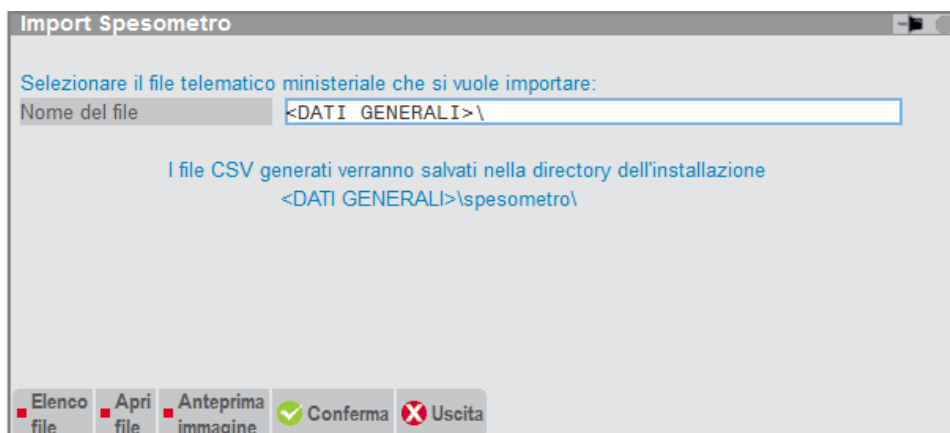 Import Spesometro
Selezionare il file telematico ministeriale che si vuole importare:
Nome del file <DATI GENERALI>\
I file CSV generati verranno salvati nella directory dell'installazione
<DATI GENERALI>\spesometro\
Elenco file Apri file Anteprima immagine Conferma Uscita